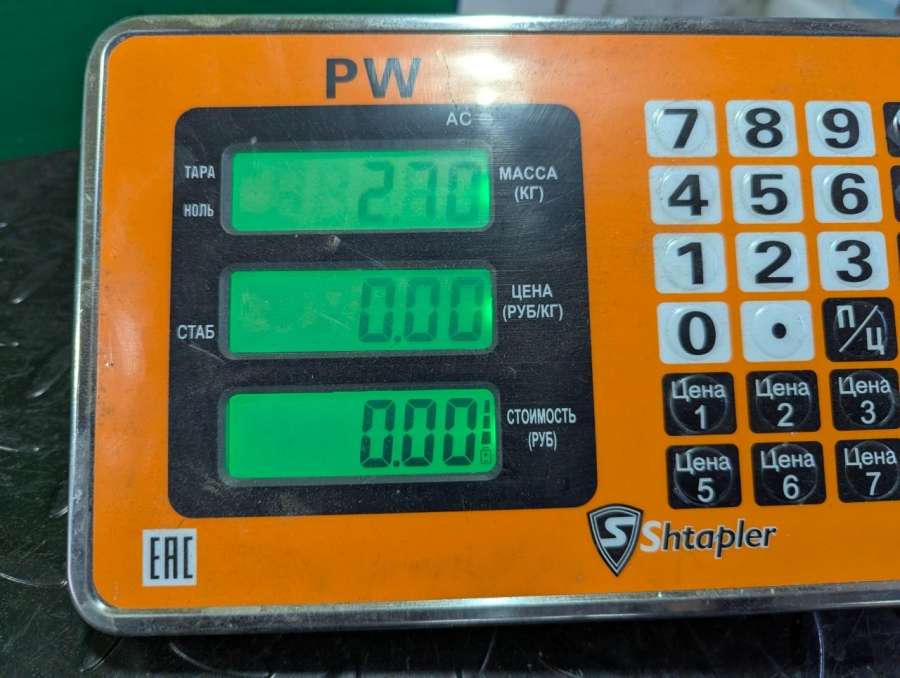 PW
AC
ТАРА
НОЛЬ
2.70
МАССА
(КГ)
СТАБ
0.00
ЦЕНА
(РУБ/КГ)
0.00
СТОИМОСТЬ
(РУБ)
7 8 9
4 5 6
1 2 3
0 . П/Ц
Цена 1 Цена 2 Цена 3
Цена 5 Цена 6 Цена 7
EAC
S Shtapler